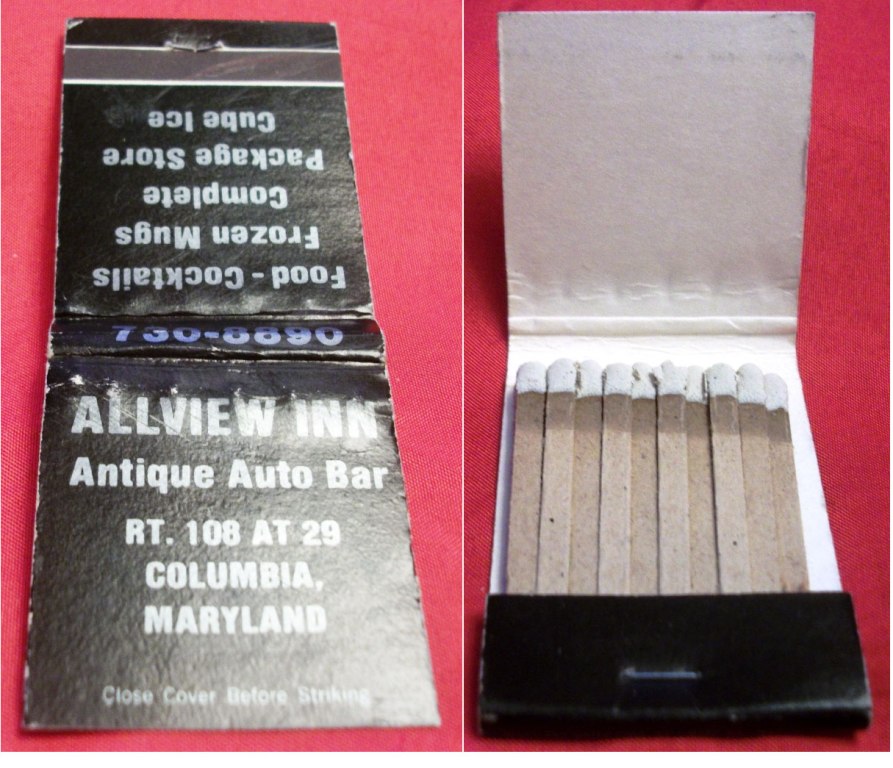 Food - Cocktails
Frozen Mugs
Complete
Package Store
Cube Ice
730-8890
ALLVIEW INN
Antique Auto Bar
RT. 108 AT 29
COLUMBIA,
MARYLAND
Close Cover Before Striking